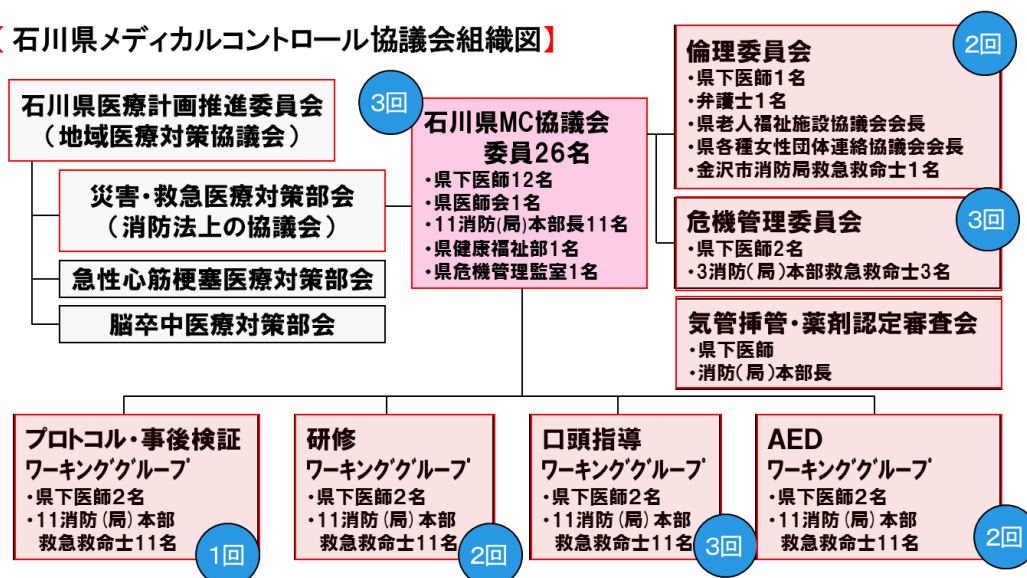 【 石川県メディカルコントロール協議会組織図】
石川県医療計画推進委員会
（地域医療対策協議会）
災害・救急医療対策部会
（消防法上の協議会）
急性心筋梗塞医療対策部会
脳卒中医療対策部会
3回
石川県MC協議会
委員26名
・県下医師12名
・県医師会1名
・11消防(局)本部長11名
・県健康福祉部1名
・県危機管理監室1名
2回
倫理委員会
・県下医師1名
・弁護士1名
・県老人福祉施設協議会会長
・県各種女性団体連絡協議会会長
・金沢市消防局救急救命士1名
3回
危機管理委員会
・県下医師2名
・3消防(局)本部救急救命士3名
気管挿管・薬剤認定審査会
・県下医師
・消防(局)本部長
プロトコル・事後検証
ワーキンググループ
・県下医師2名
・11消防(局)本部
救急救命士11名
1回
研修
ワーキンググループ
・県下医師2名
・11消防(局)本部
救急救命士11名
2回
口頭指導
ワーキンググループ
・県下医師2名
・11消防(局)本部
救急救命士11名
3回
AED
ワーキンググループ
・県下医師2名
・11消防(局)本部
救急救命士11名
2回